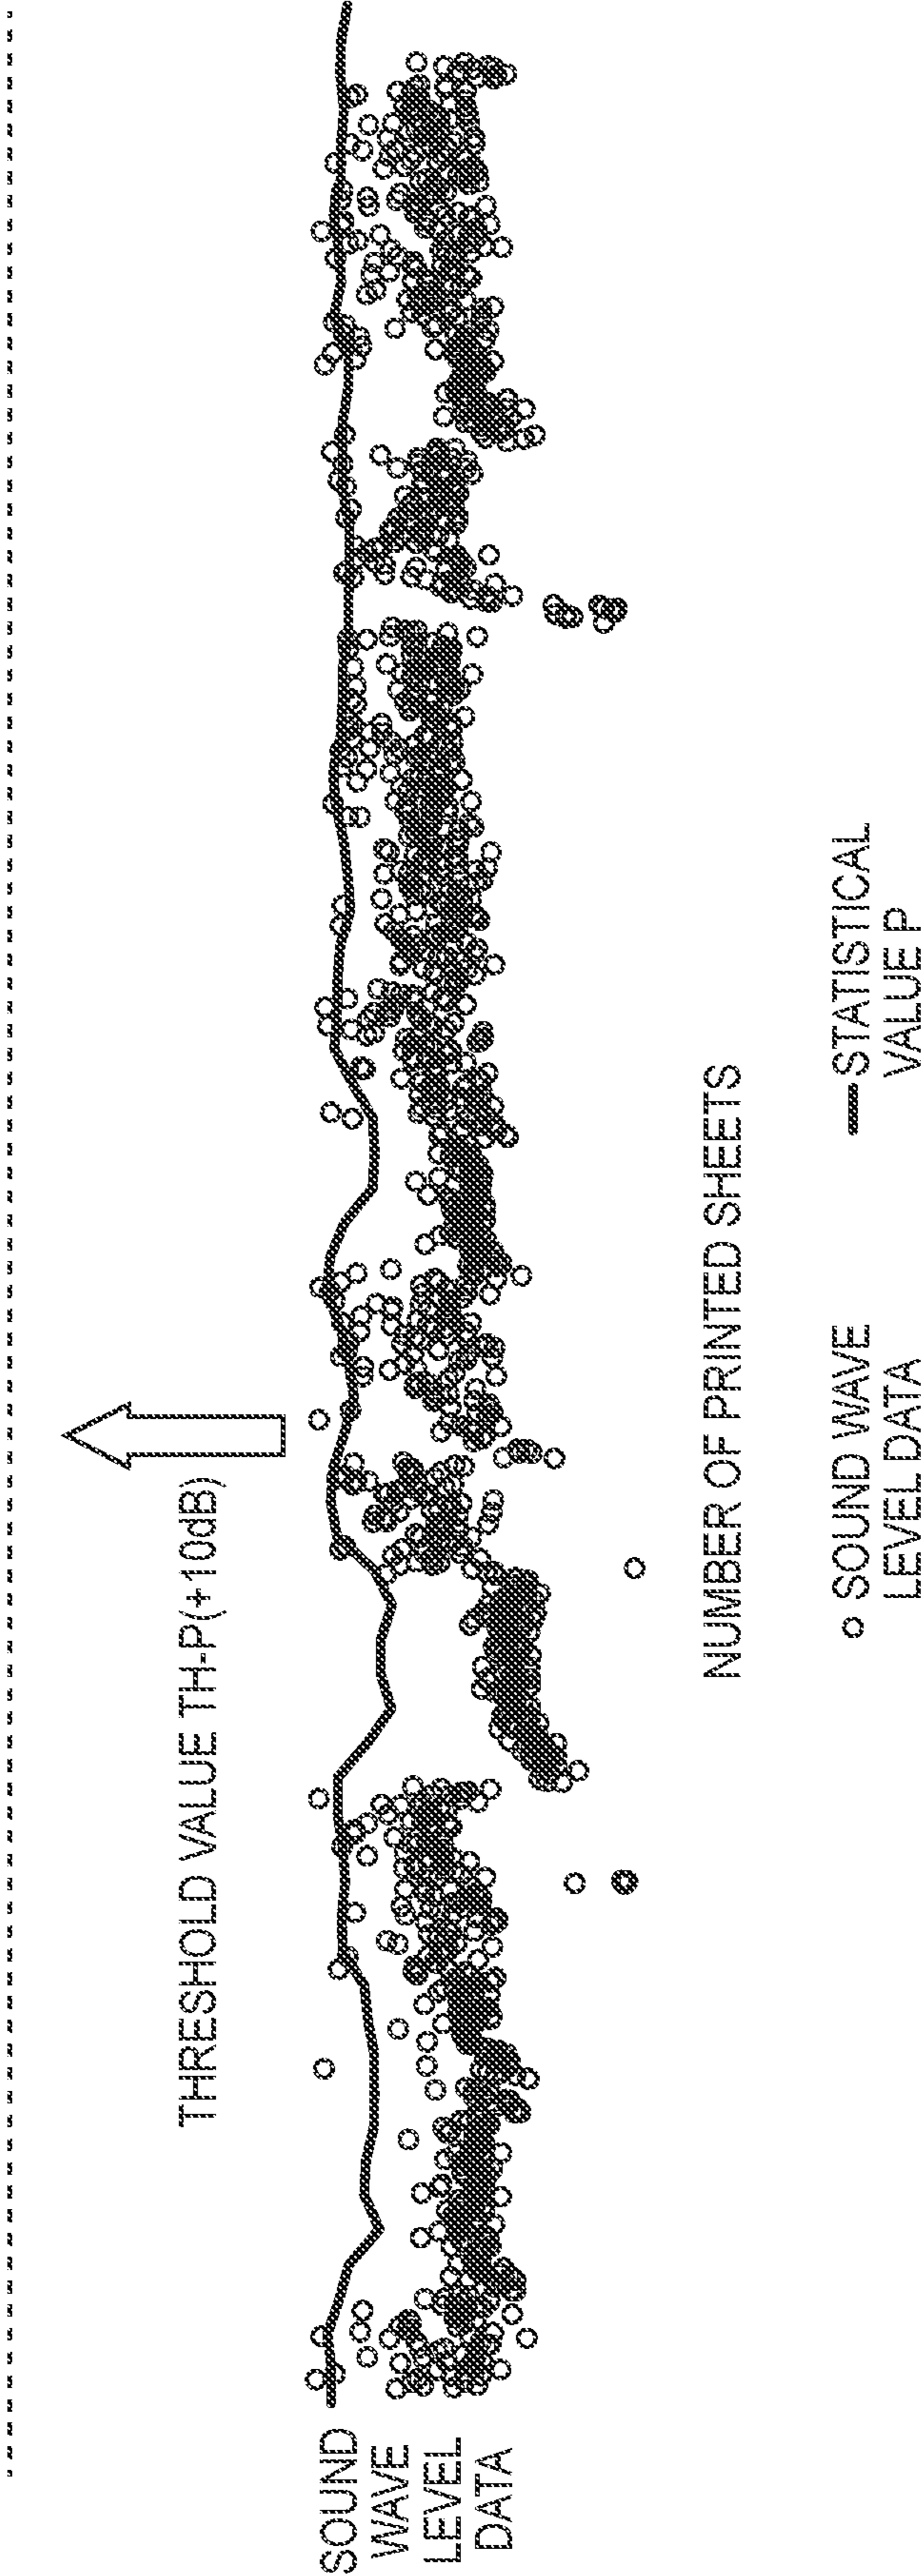 THRESHOLD VALUE TH-P(+10dB)
SOUND
WAVE
LEVEL
DATA
NUMBER OF PRINTED SHEETS
SOUND WAVE
LEVEL DATA
STATISTICAL
VALUE P